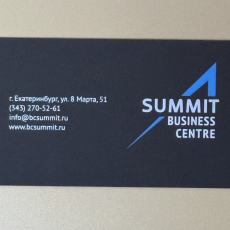 г. Екатеринбург, ул. 8 Марта, 51
(343) 270-52-61
info@bcsummit.ru
www.bcsummit.ru
SUMMIT
BUSINESS
CENTRE